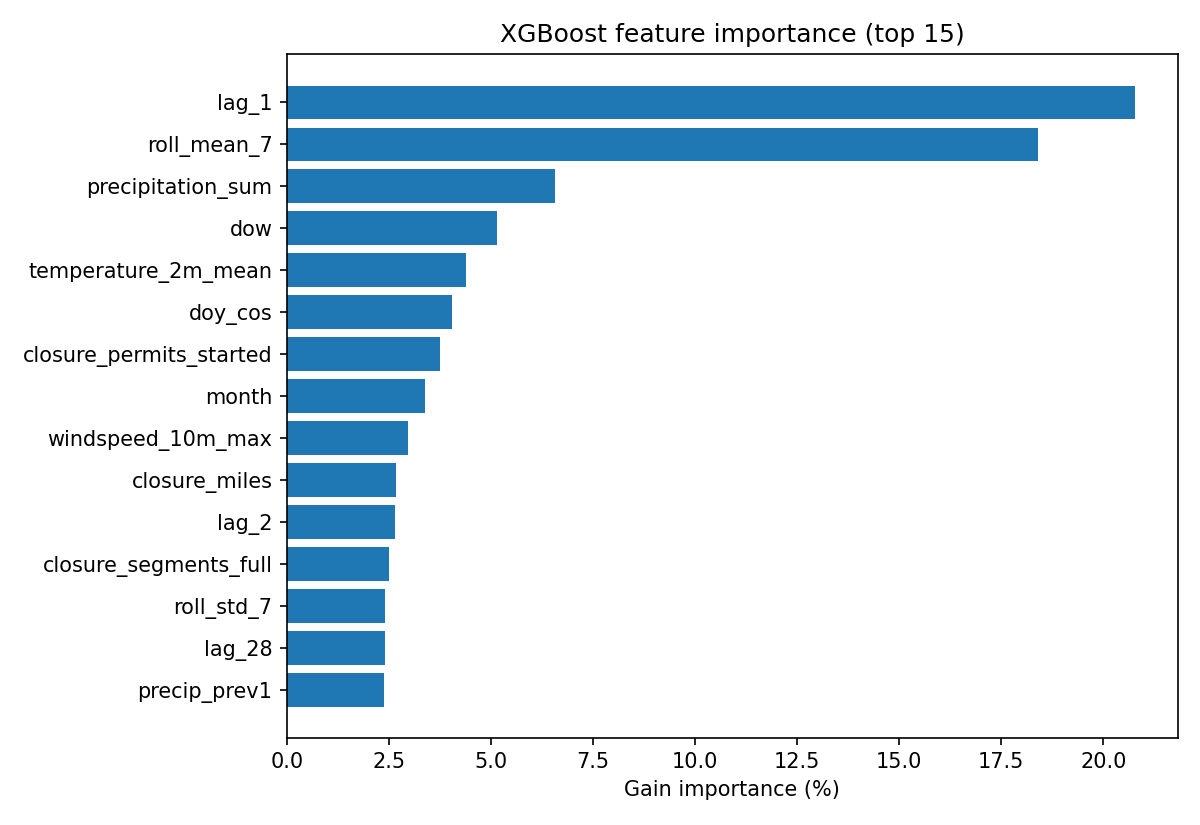 XGBoost feature importance (top 15)
lag_1
roll_mean_7
precipitation_sum
dow
temperature_2m_mean
doy_cos
closure_permits_started
month
windspeed_10m_max
closure_miles
lag_2
closure_segments_full
roll_std_7
lag_28
precip_prev1
0.0 2.5 5.0 7.5 10.0 12.5 15.0 17.5 20.0
Gain importance (%)